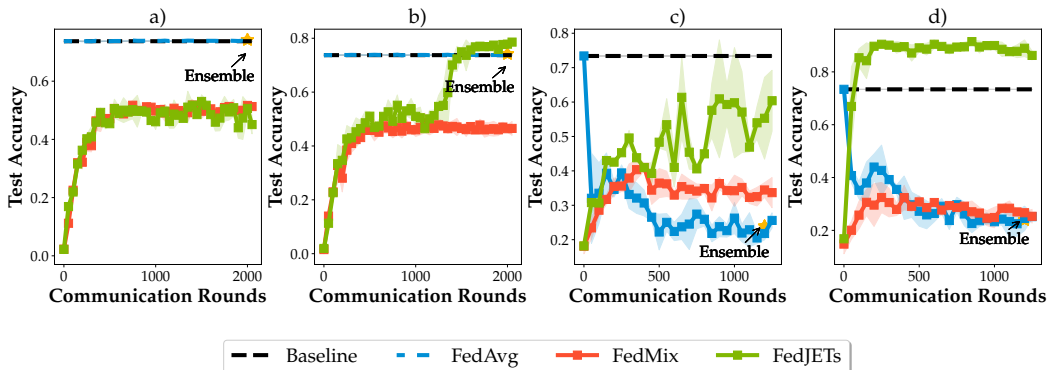 a)
b)
c)
d)
Test Accuracy
0.6
0.4
0.2
0.0
0
1000
2000
Communication Rounds
Ensemble
Test Accuracy
0.8
0.6
0.4
0.2
0
1000
2000
Communication Rounds
Ensemble
Test Accuracy
0.8
0.7
0.6
0.5
0.4
0.3
0.2
0
500
1000
Communication Rounds
Ensemble
Test Accuracy
0.8
0.6
0.4
0.2
0
500
1000
Communication Rounds
Ensemble
Baseline FedAvg FedMix FedJETs